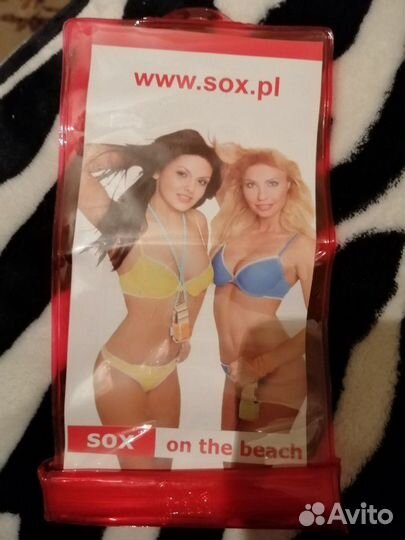 www.sox.pl
sox on the beach
Avito